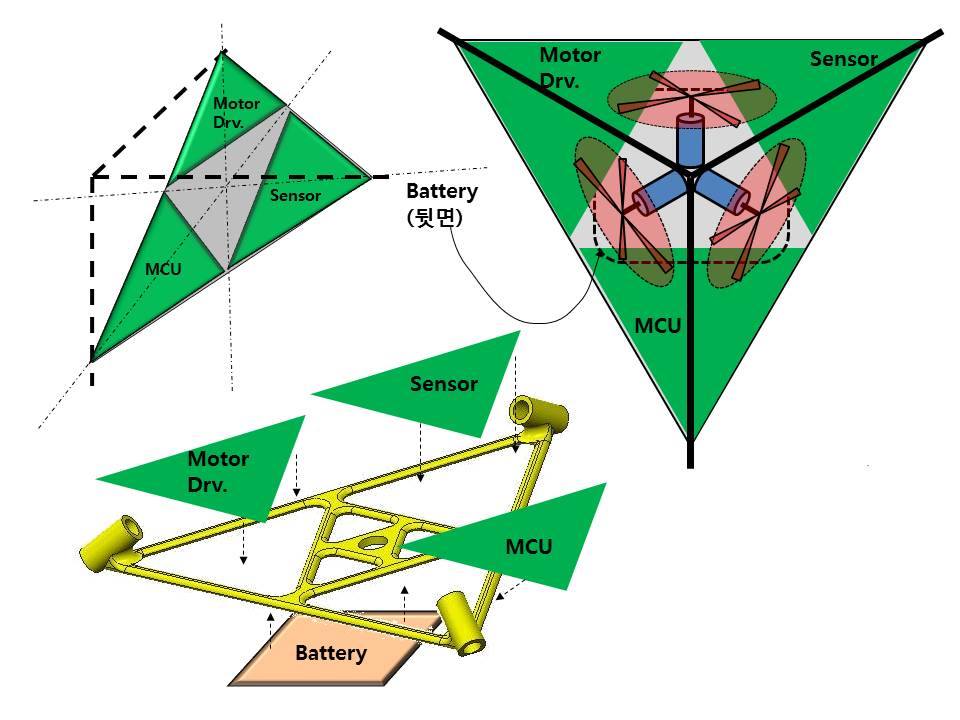 Motor
Drv.
Sensor
MCU
Motor
Drv.
Sensor
Battery
(뒷면)
MCU
Sensor
Motor
Drv.
MCU
Battery